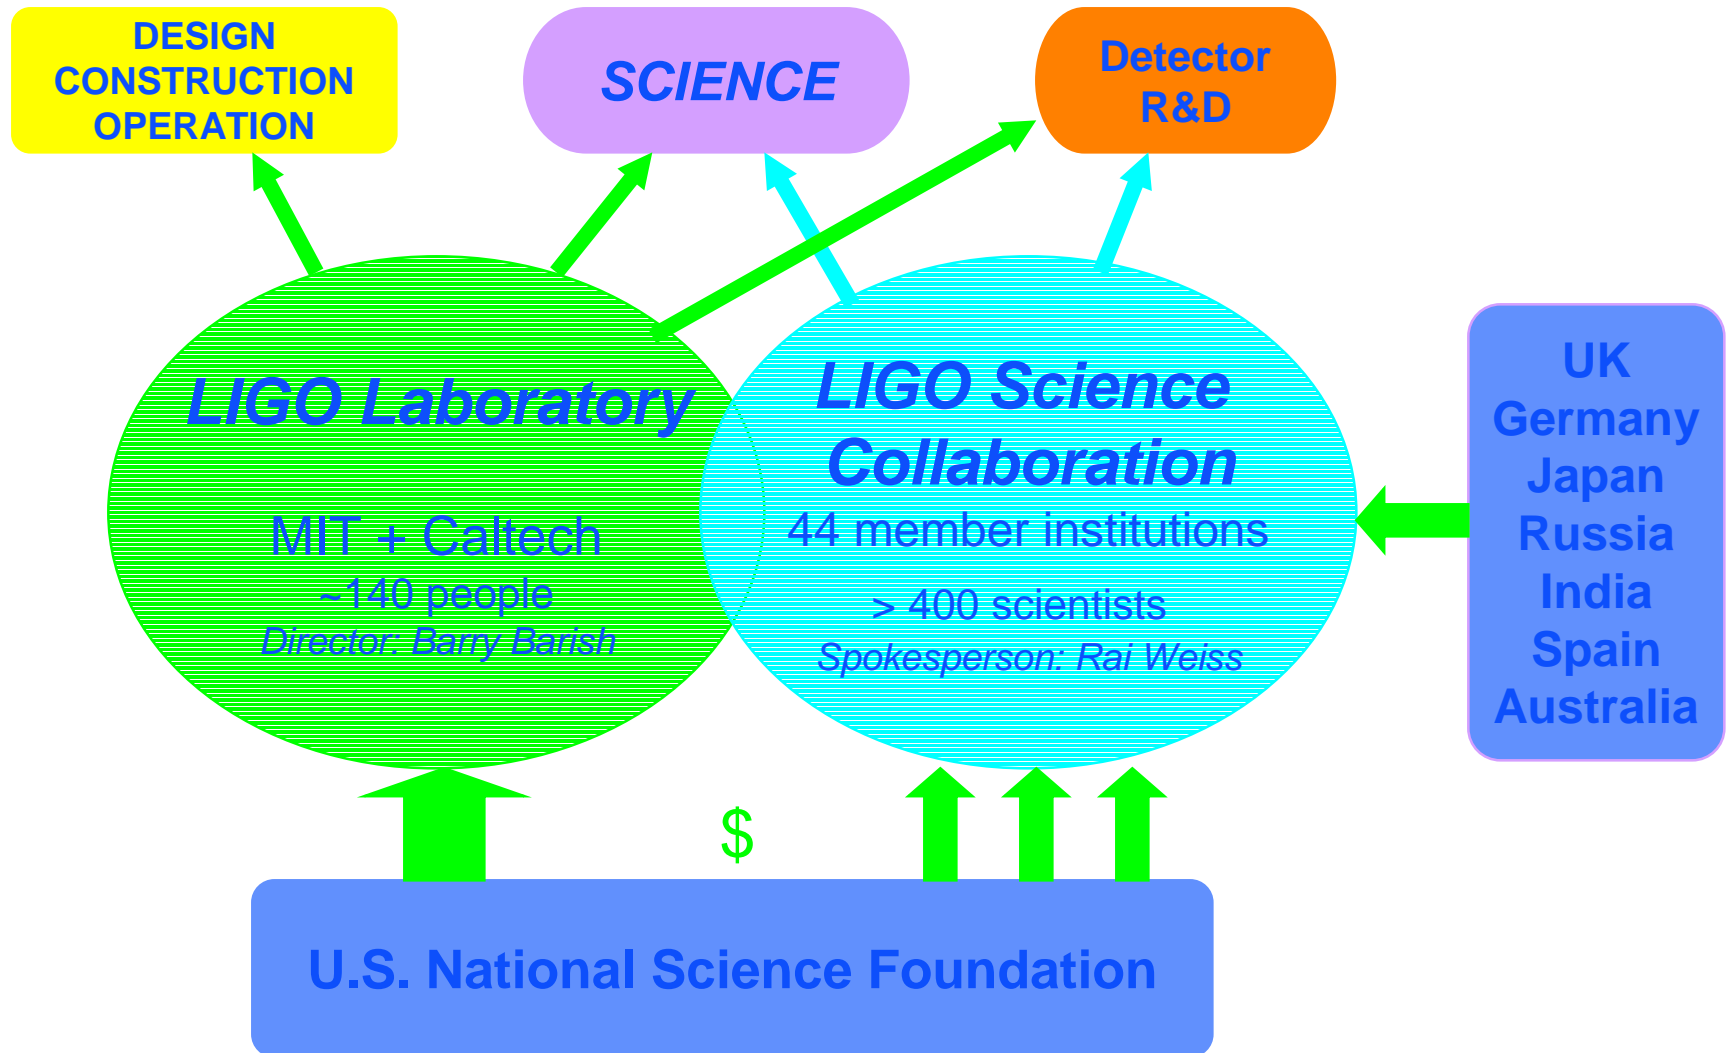 DESIGN
CONSTRUCTION
OPERATION
SCIENCE
Detector
R&D
LIGO Laboratory
MIT + Caltech
~140 people
Director: Barry Barish
LIGO Science
Collaboration
44 member institutions
> 400 scientists
Spokesperson: Rai Weiss
UK
Germany
Japan
Russia
India
Spain
Australia
$
U.S. National Science Foundation